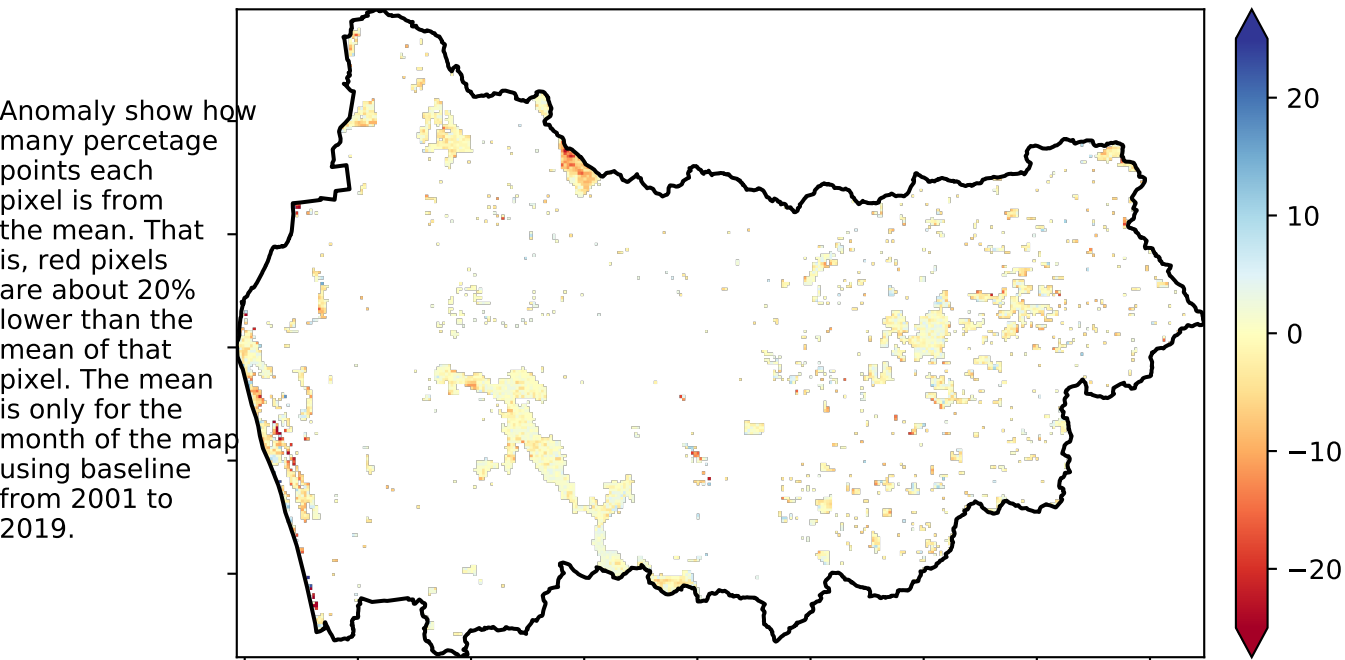 Anomaly show how
many percetage
points each
pixel is from
the mean. That
is, red pixels
are about 20%
lower than the
mean of that
pixel. The mean
is only for the
month of the map
using baseline
from 2001 to
2019.
20
10
0
−10
−20